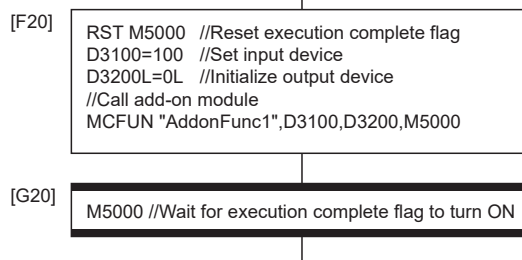 [F20]
RST M5000 //Reset execution complete flag
D3100=100 //Set input device
D3200L=0L //Initialize output device
//Call add-on module
MCFUN "AddonFunc1",D3100,D3200,M5000
[G20]
M5000 //Wait for execution complete flag to turn ON